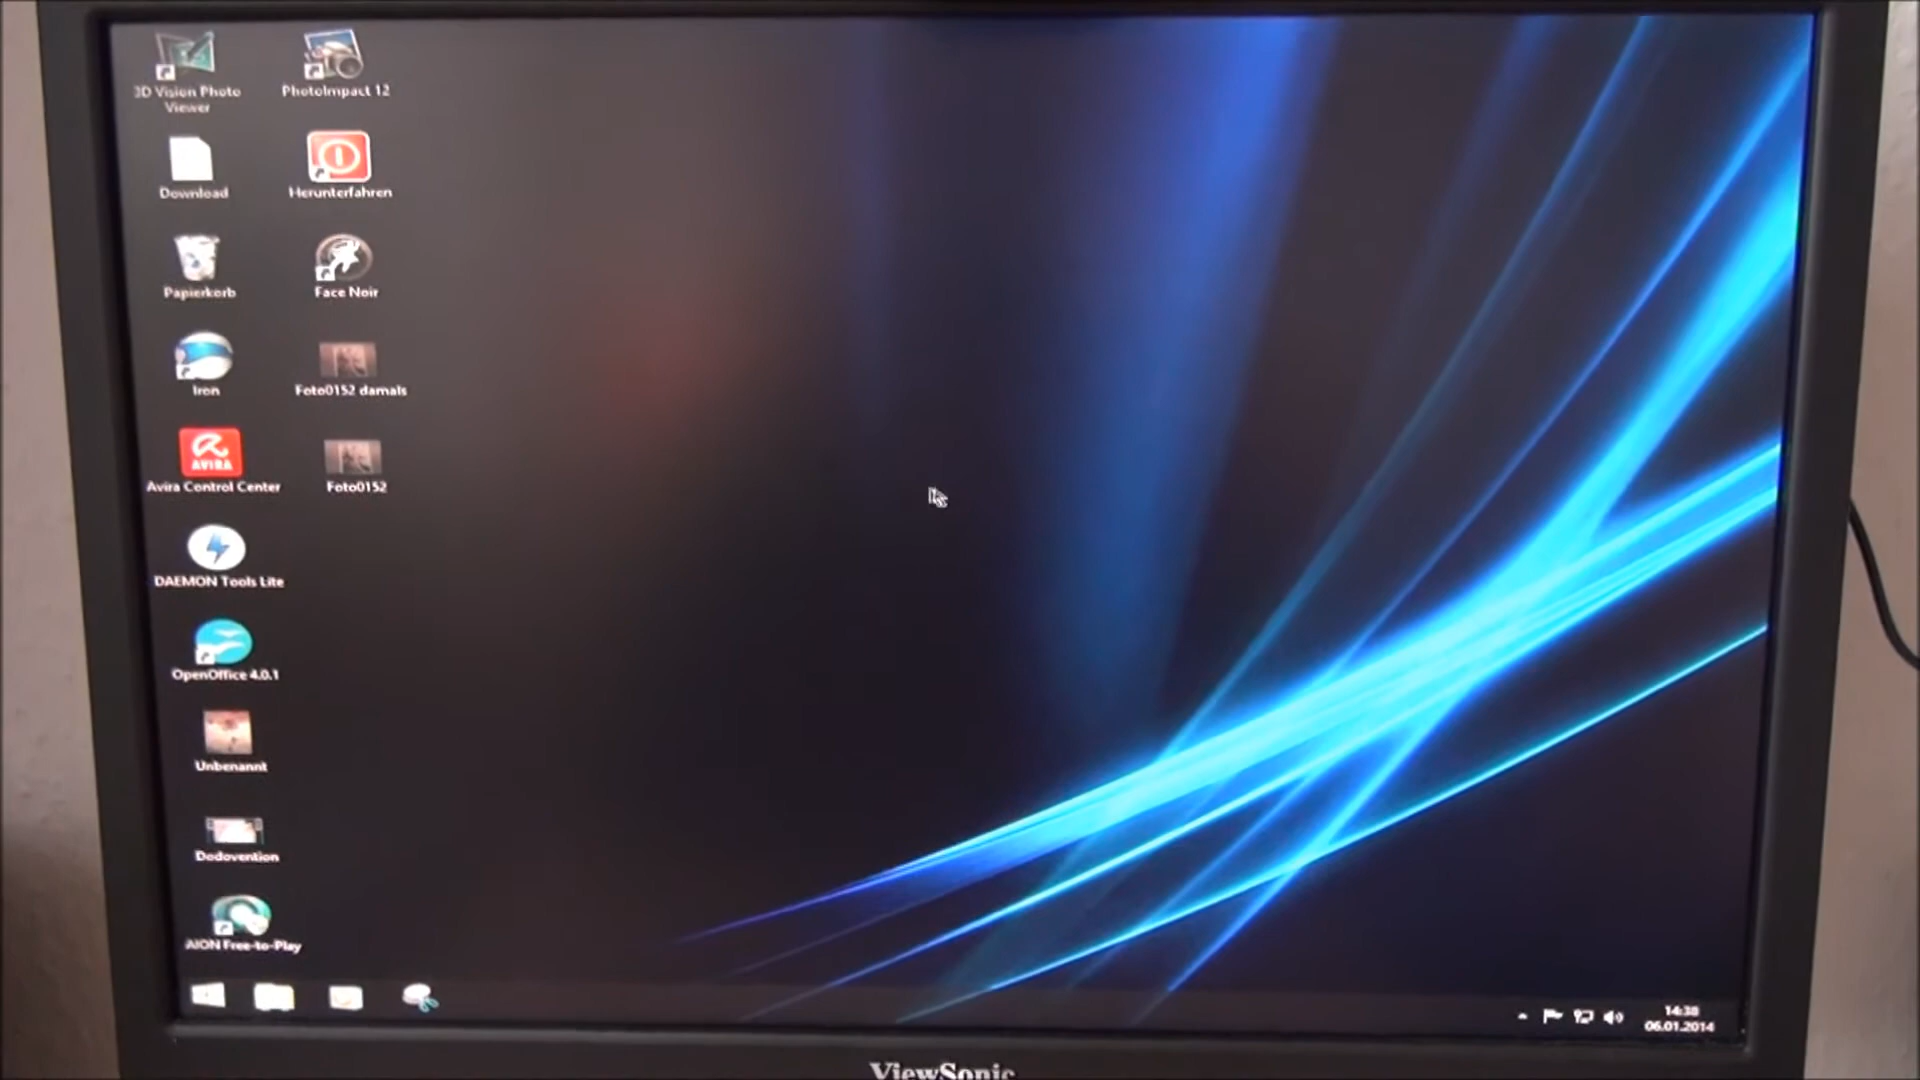 3D Vision Photo
Viewer
PhotoImpact 12
Download
Herunterfahren
Papierkorb
Face Noir
Iron
Foto0152 damals
AVIRA
Avira Control Center
Foto0152
DAEMON Tools Lite
OpenOffice 4.0.1
Unbenannt
Dodovention
AION Free-to-Play
14:38
06.01.2014
ViewSonic